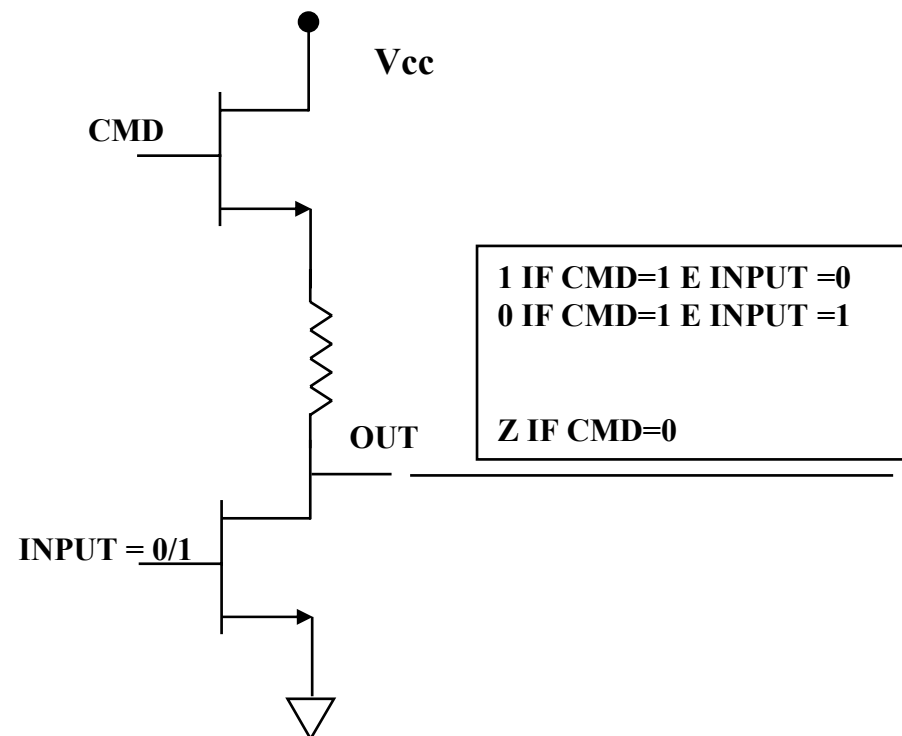 Vcc
CMD
1 IF CMD=1 E INPUT =0
0 IF CMD=1 E INPUT =1
Z IF CMD=0
OUT
INPUT = 0/1